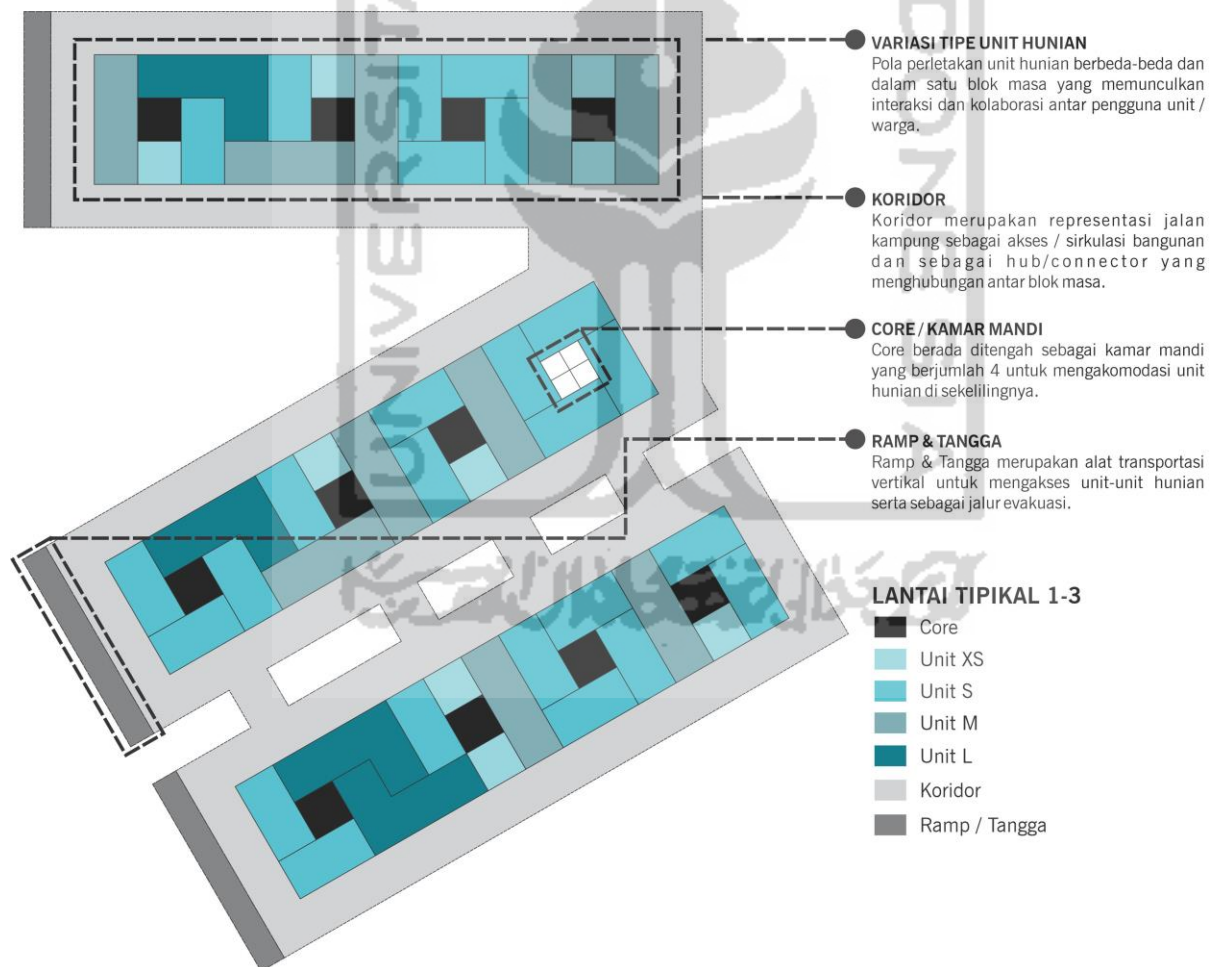 VARIASI TIPE UNIT HUNIAN
Pola perletakan unit hunian berbeda-beda dan
dalam satu blok masa yang memunculkan
interaksi dan kolaborasi antar pengguna unit /
warga.
KORIDOR
Koridor merupakan representasi jalan
kampung sebagai akses / sirkulasi bangunan
dan sebagai hub/connector yang
menghubungan antar blok masa.
CORE / KAMAR MANDI
Core berada ditengah sebagai kamar mandi
yang berjumlah 4 untuk mengakomodasi unit
hunian di sekelilingnya.
RAMP & TANGGA
Ramp & Tangga merupakan alat transportasi
vertikal untuk mengakses unit-unit hunian
serta sebagai jalur evakuasi.
LANTAI TIPIKAL 1-3
Core
Unit XS
Unit S
Unit M
Unit L
Koridor
Ramp / Tangga
UNIVERSITA
DONESIA